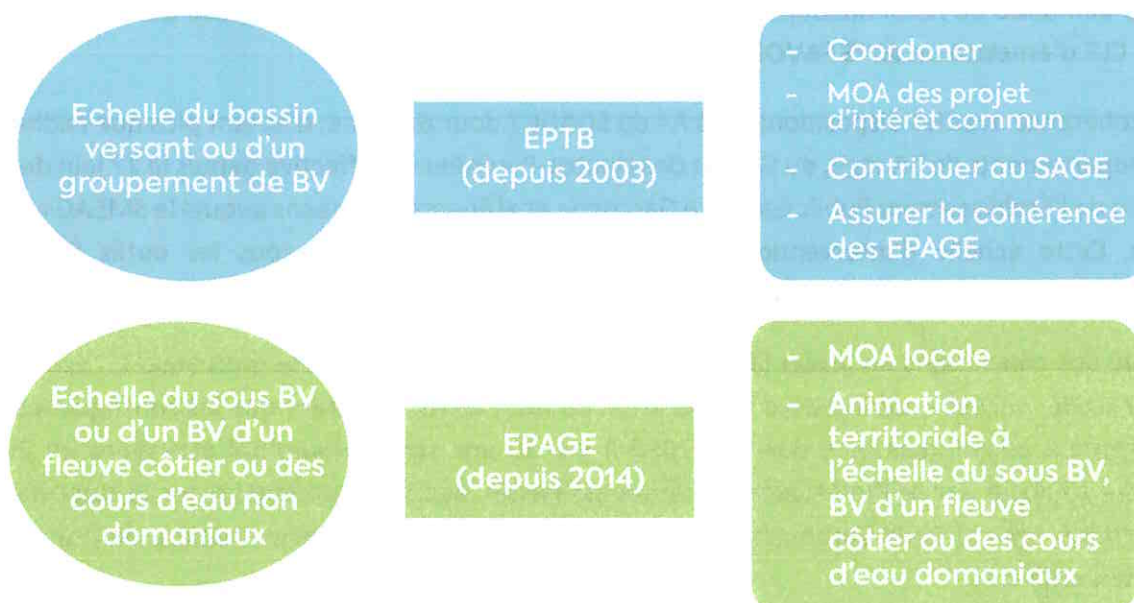 Echelle du bassin
versant ou d'un
groupement de BV
EPTB
(depuis 2003)
- Coordoner
- MOA des projet
d'intérêt commun
- Contribuer au SAGE
- Assurer la cohérence
des EPAGE
Echelle du sous BV
ou d'un BV d'un
fleuve côtier ou des
cours d'eau non
domaniaux
EPAGE
(depuis 2014)
- MOA locale
- Animation
territoriale à
l'échelle du sous BV,
BV d'un fleuve
côtier ou des cours
d'eau domaniaux